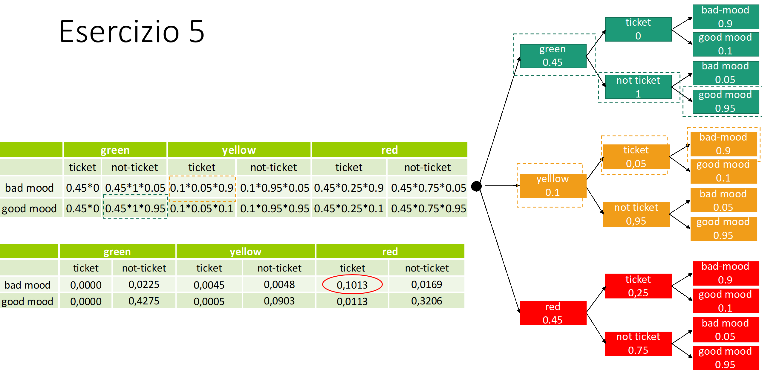 Esercizio 5
green yellow red
ticket not-ticket ticket not-ticket ticket not-ticket
bad mood 0.45*0 0.45*1*0.05 0.1*0.05*0.9 0.1*0.95*0.05 0.45*0.25*0.9 0.45*0.75*0.05
good mood 0.45*0 0.45*1*0.95 0.1*0.05*0.1 0.1*0.95*0.95 0.45*0.25*0.1 0.45*0.75*0.95
green yellow red
ticket not-ticket ticket not-ticket ticket not-ticket
bad mood 0,0000 0,0225 0,0045 0,0048 0,1013 0,0169
good mood 0,0000 0,4275 0,0005 0,0903 0,0113 0,3206
green
0.45
ticket
0
bad-mood
0.9
good mood
0.1
not ticket
1
bad mood
0.05
good mood
0.95
yelllow
0.1
ticket
0,05
bad-mood
0.9
good mood
0.1
not ticket
0,95
bad mood
0.05
good mood
0.95
red
0.45
ticket
0,25
bad-mood
0.9
good mood
0.1
not ticket
0.75
bad mood
0.05
good mood
0.95